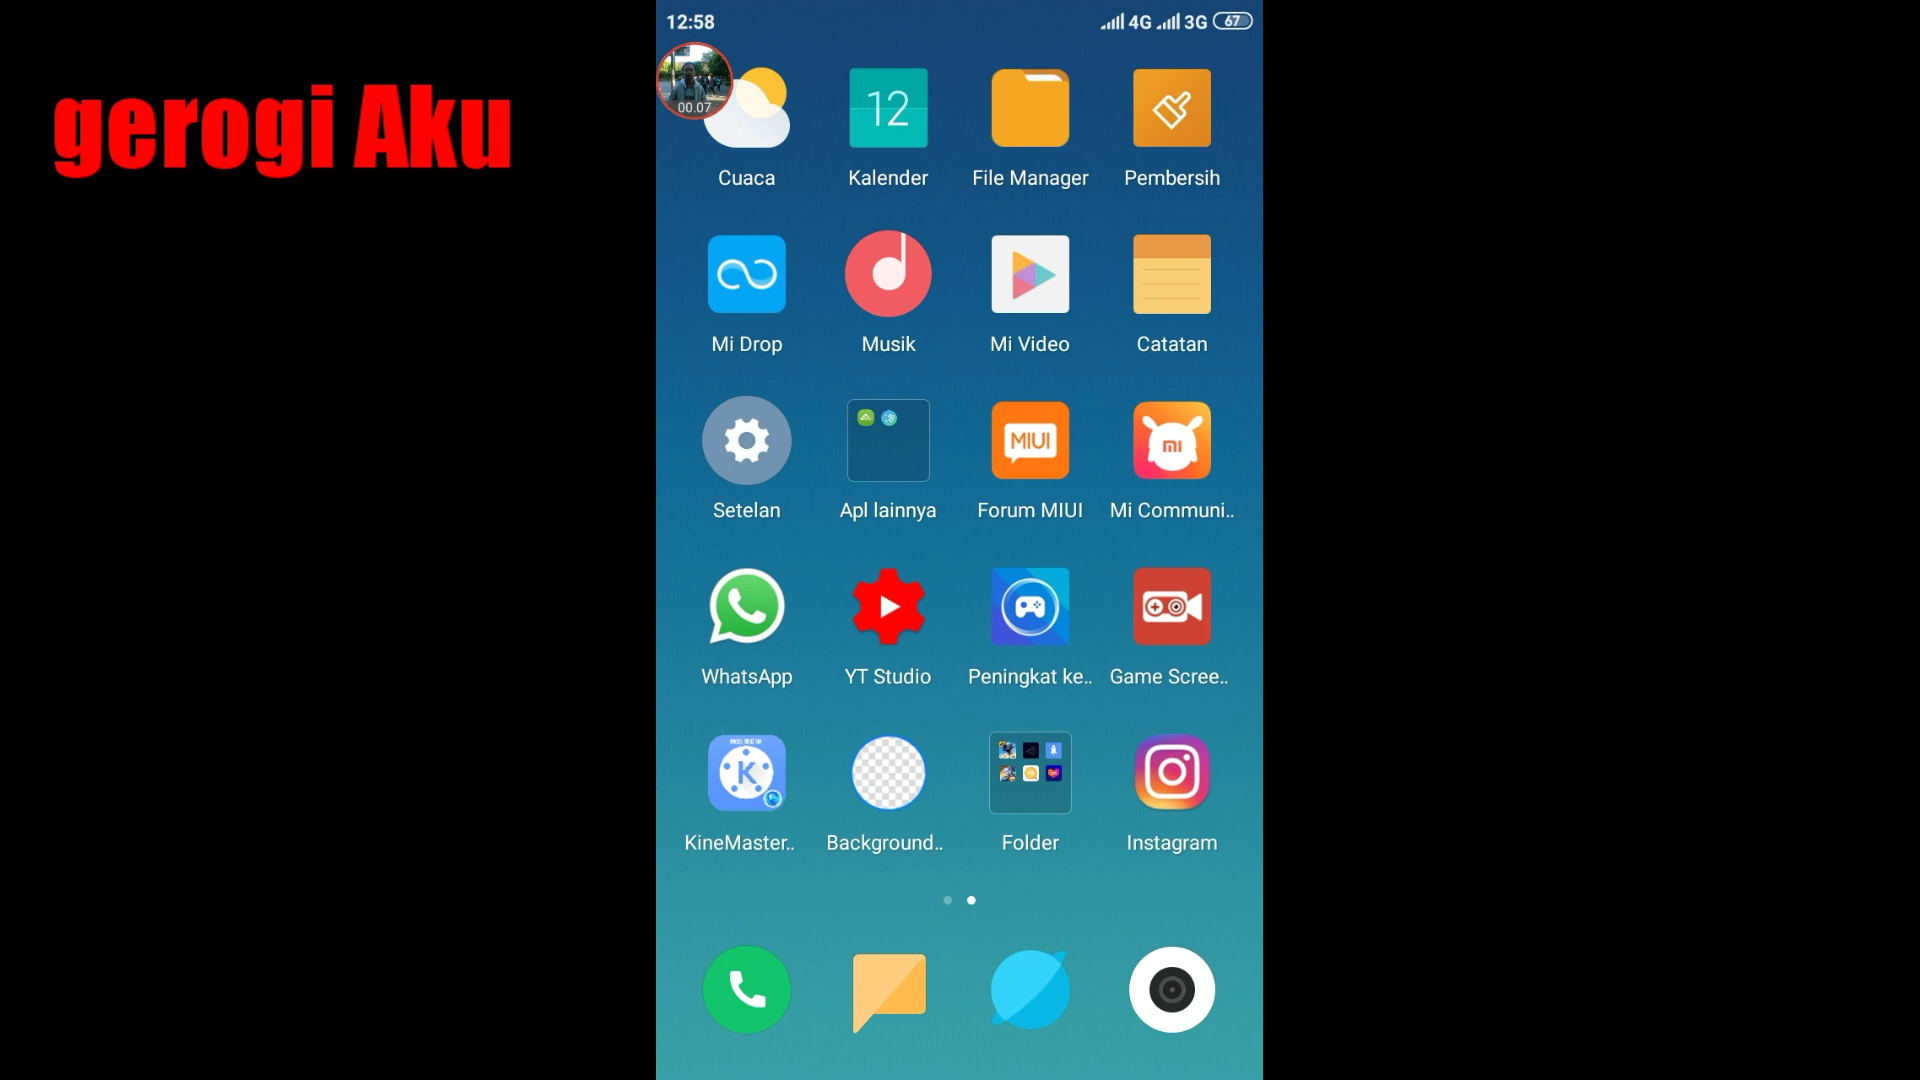 gerogi Aku
12:58
4G 3G 67
00.07
12
Cuaca Kalender File Manager Pembersih
Mi Drop Musik Mi Video Catatan
MIUI
mi
Setelan Apl lainnya Forum MIUI Mi Communi..
WhatsApp YT Studio Peningkat ke.. Game Scree..
K
KineMaster.. Background.. Folder Instagram